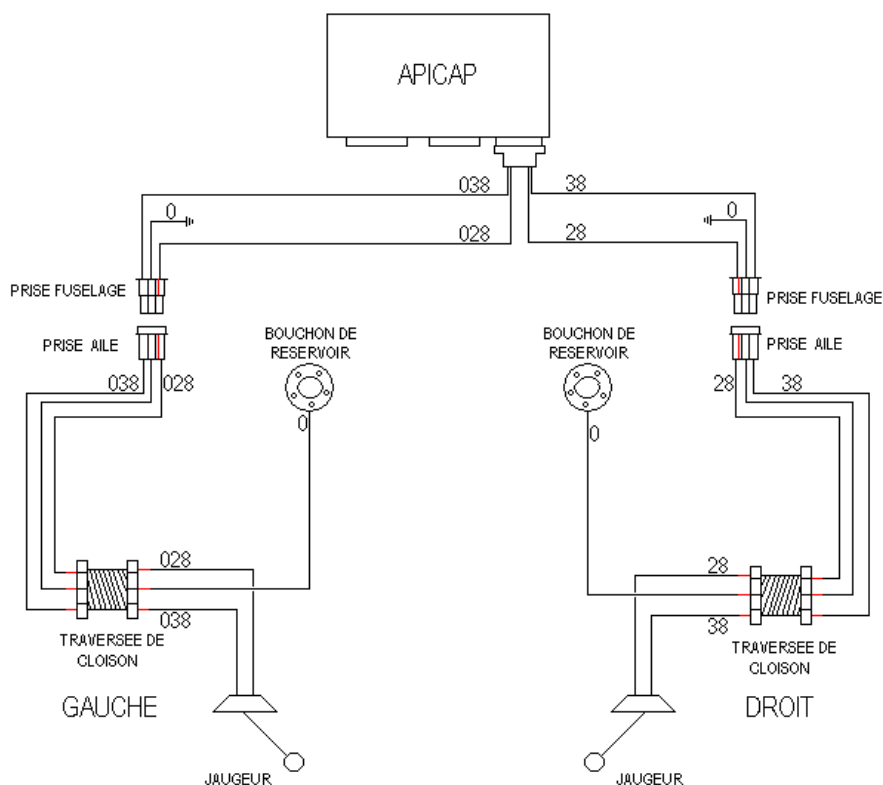 APICAP
038
38
0
0
028
28
PRISE FUSELAGE
PRISE FUSELAGE
PRISE AILE
BOUCHON DE
RESERVOIR
BOUCHON DE
RESERVOIR
PRISE AILE
038
028
28
38
0
0
028
28
038
38
TRAVERSEE DE
CLOISON
TRAVERSEE DE
CLOISON
GAUCHE
DROIT
JAUGEUR
JAUGEUR